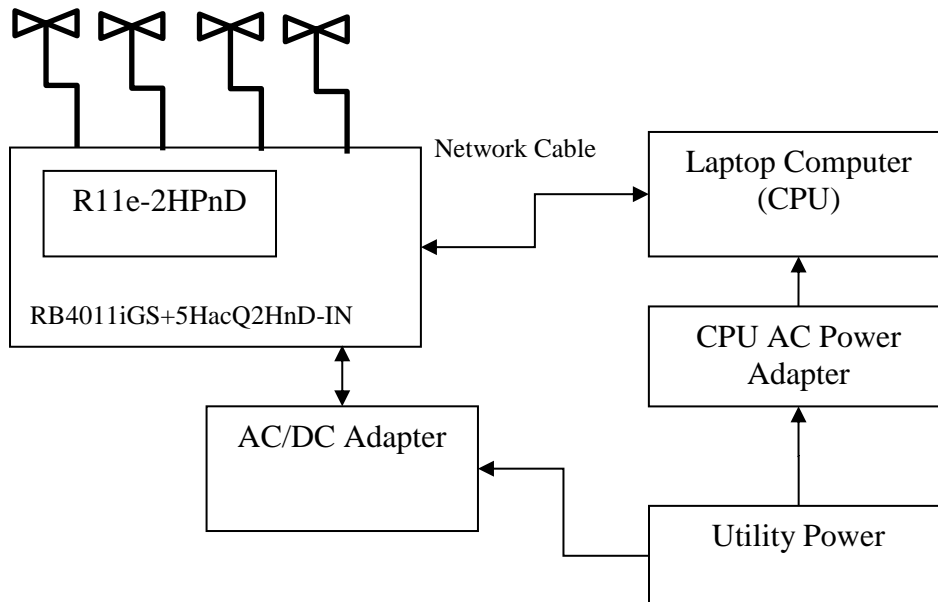 Network Cable
Laptop Computer
(CPU)
R11e-2HPnD
RB4011iGS+5HacQ2HnD-IN
CPU AC Power
Adapter
AC/DC Adapter
Utility Power